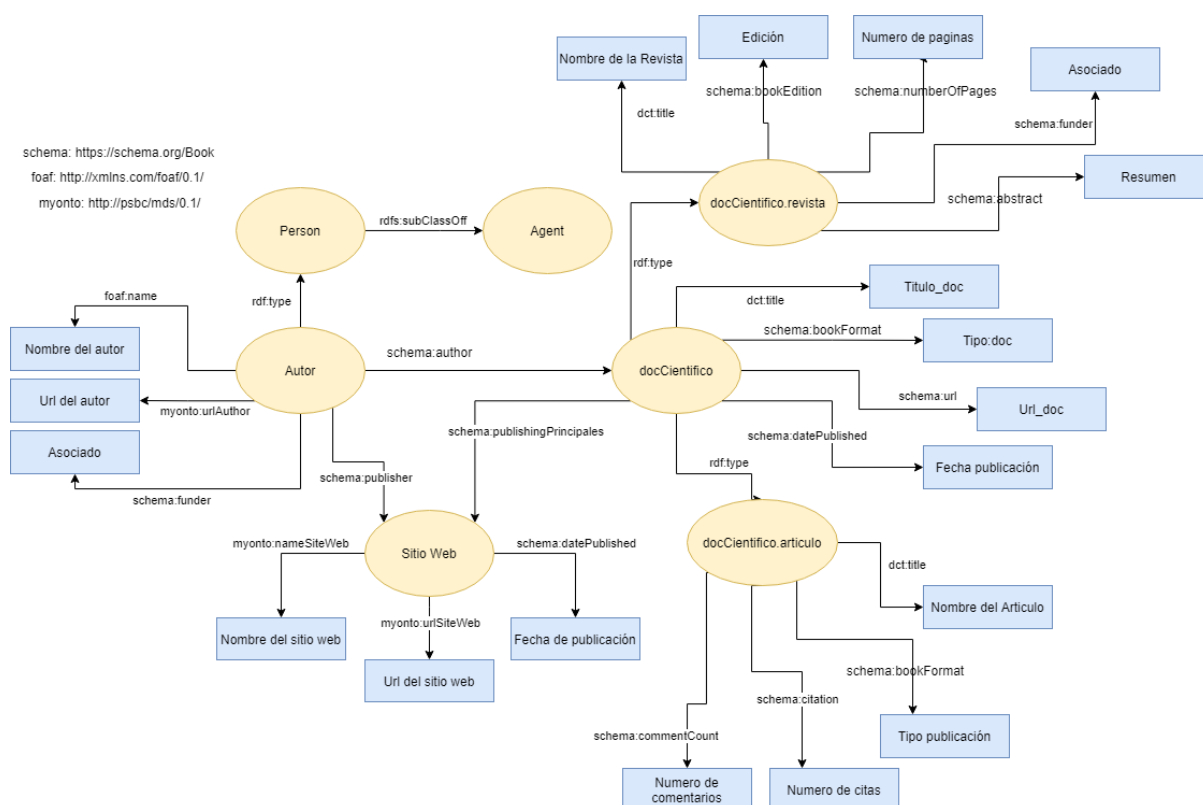 Edición
Numero de paginas
Nombre de la Revista
Asociado
schema:bookEdition
schema:numberOfPages
dct:title
schema:funder
schema: https://schema.org/Book
foaf: http://xmlns.com/foaf/0.1/
myonto: http://psbc/mds/0.1/
Resumen
docCientifico.revista
schema:abstract
Person
rdfs:subClassOff
Agent
rdf:type
rdf:type
foaf:name
Titulo_doc
dct:title
schema:bookFormat
Nombre del autor
schema:author
Tipo:doc
Autor
docCientifico
Url del autor
myonto:urlAuthor
schema:url
Url_doc
schema:publishingPrincipales
schema:datePublished
Asociado
rdf:type
Fecha publicación
schema:publisher
schema:funder
myonto:nameSiteWeb
Sitio Web
schema:datePublished
docCientifico.articulo
dct:title
Nombre del Articulo
Nombre del sitio web
myonto:urlSiteWeb
Fecha de publicación
Url del sitio web
schema:bookFormat
schema:citation
schema:commentCount
Tipo publicación
Numero de
comentarios
Numero de citas